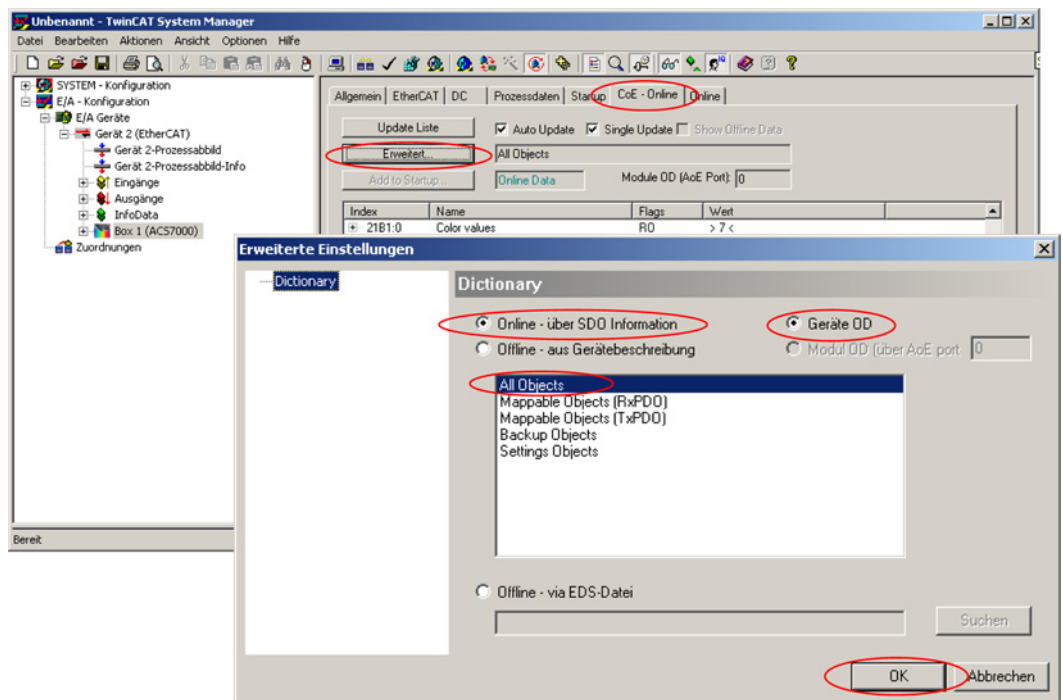 Unbenannt - TwinCAT System Manager
Datei Bearbeiten Aktionen Ansicht Optionen Hilfe
SYSTEM - Konfiguration
E/A - Konfiguration
E/A Geräte
Gerät 2 (EtherCAT)
Gerät 2-Prozessabbild
Gerät 2-Prozessabbild-Info
Eingänge
Ausgänge
InfoData
Box 1 (ACS7000)
Zuordnungen
Allgemein EtherCAT DC Prozessdaten Startup CoE - Online Online
Update Liste Auto Update Single Update Show Offline Data
Erweitert... All Objects
Add to Startup... Online Data Module OD (AoE Port): 0
Index Name Flags Wert
21B1:0 Color values RO > 7 <
Bereit
Erweiterte Einstellungen
Dictionary
Dictionary
Online - über SDO Information Geräte OD
Offline - aus Gerätebeschreibung Modul OD (über AoE port 0
All Objects
Mappable Objects (RxPDO)
Mappable Objects (TxPDO)
Backup Objects
Settings Objects
Offline - via EDS-Datei
Suchen
OK Abbrechen